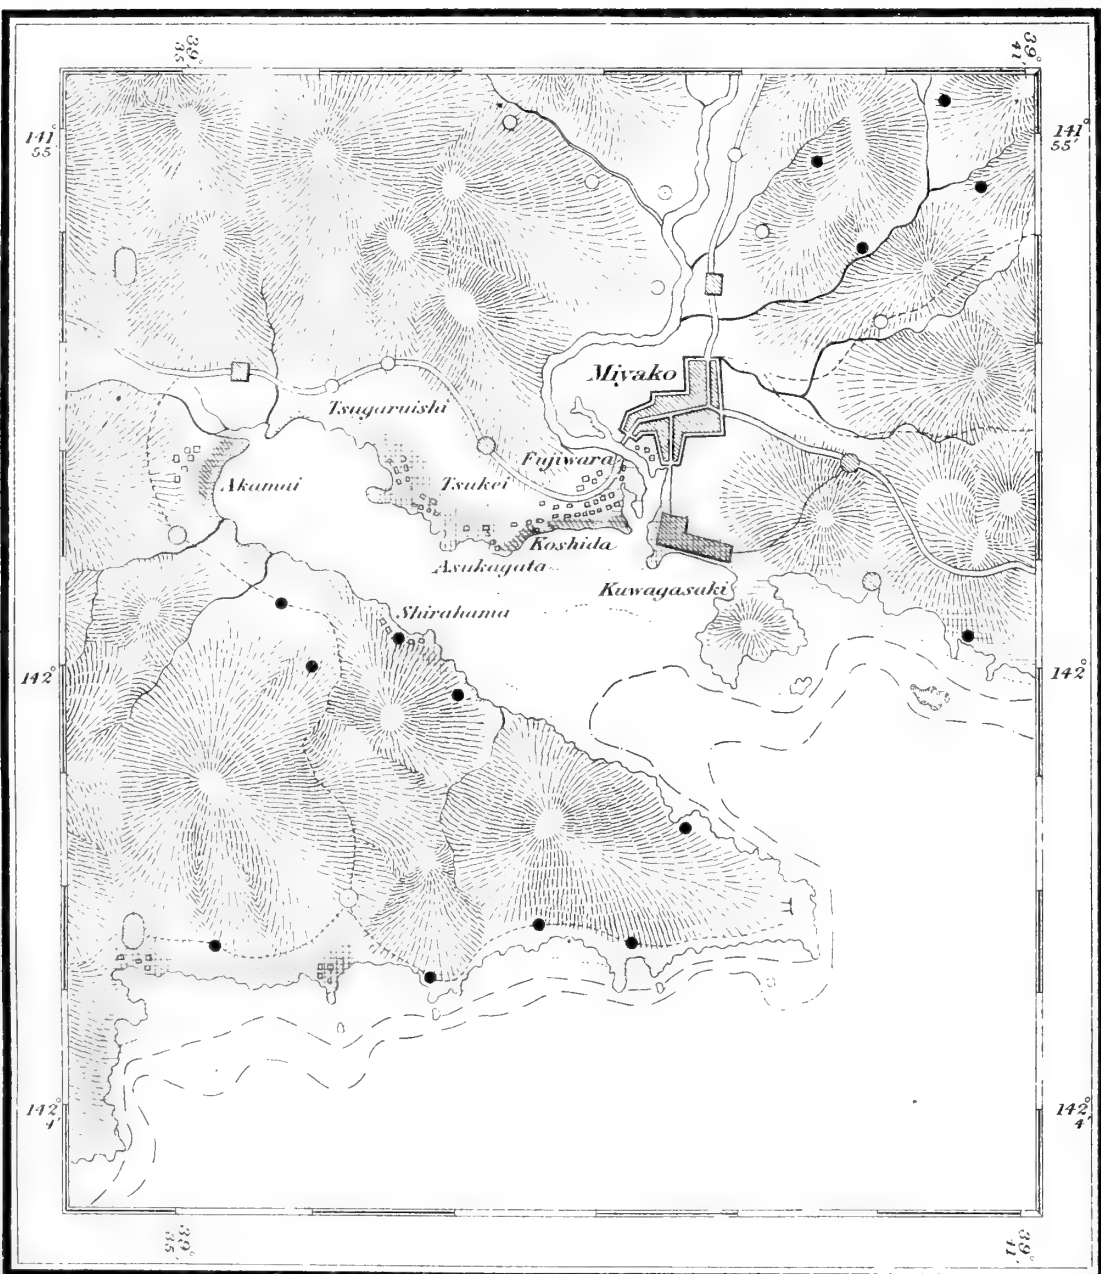 39°
35'
39°
41'
141°
55'
141°
55'
Miyako
Tsugaruishi
Fujiwara
Akamai
Tsukei
Koshida
Asukagata
Kuwagasaki
Shirahama
142°
142°
142°
4'
142°
4'
39°
35'
39°
41'